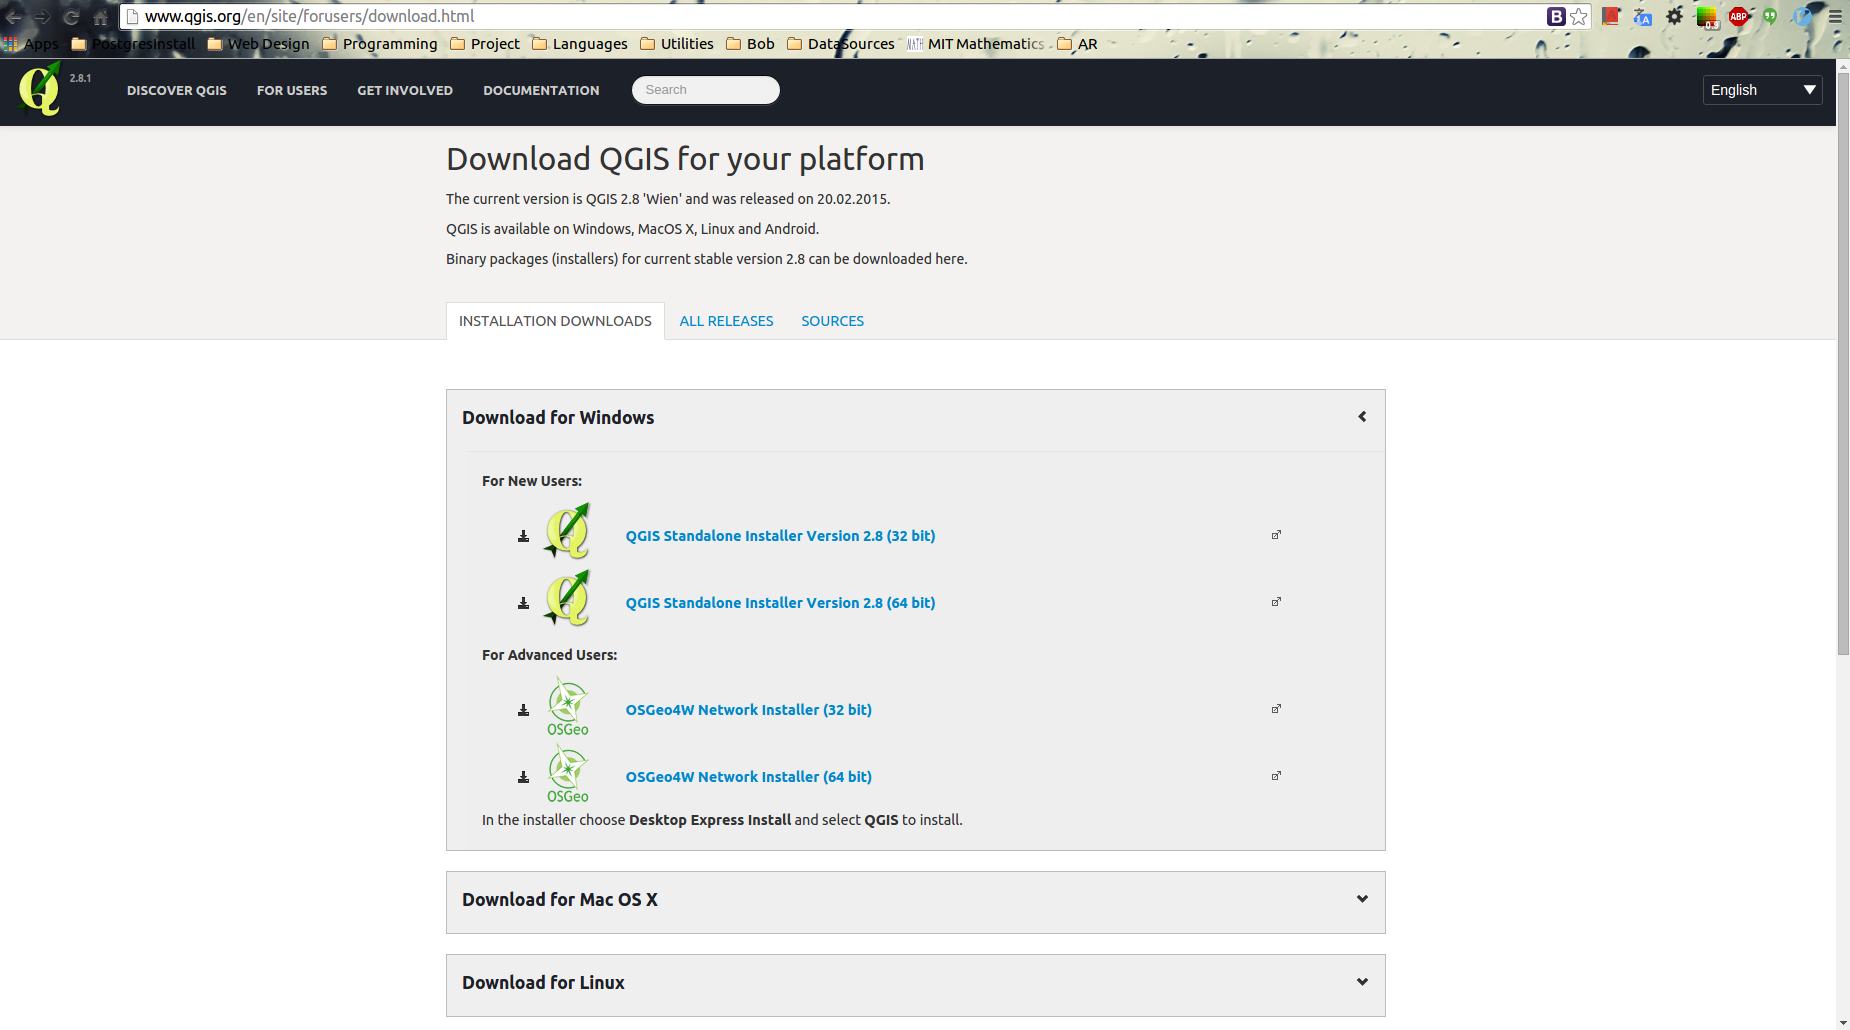 www.qgis.org/en/site/forusers/download.html
Apps PostgresInstall Web Design Programming Project Languages Utilities Bob DataSources MATH MIT Mathematics AR
2.8.1 DISCOVER QGIS FOR USERS GET INVOLVED DOCUMENTATION Search English
Download QGIS for your platform
The current version is QGIS 2.8 'Wien' and was released on 20.02.2015.
QGIS is available on Windows, MacOS X, Linux and Android.
Binary packages (installers) for current stable version 2.8 can be downloaded here.
INSTALLATION DOWNLOADS ALL RELEASES SOURCES
Download for Windows
For New Users:
QGIS Standalone Installer Version 2.8 (32 bit)
QGIS Standalone Installer Version 2.8 (64 bit)
For Advanced Users:
OSGeo OSGeo4W Network Installer (32 bit)
OSGeo OSGeo4W Network Installer (64 bit)
In the installer choose Desktop Express Install and select QGIS to install.
Download for Mac OS X
Download for Linux